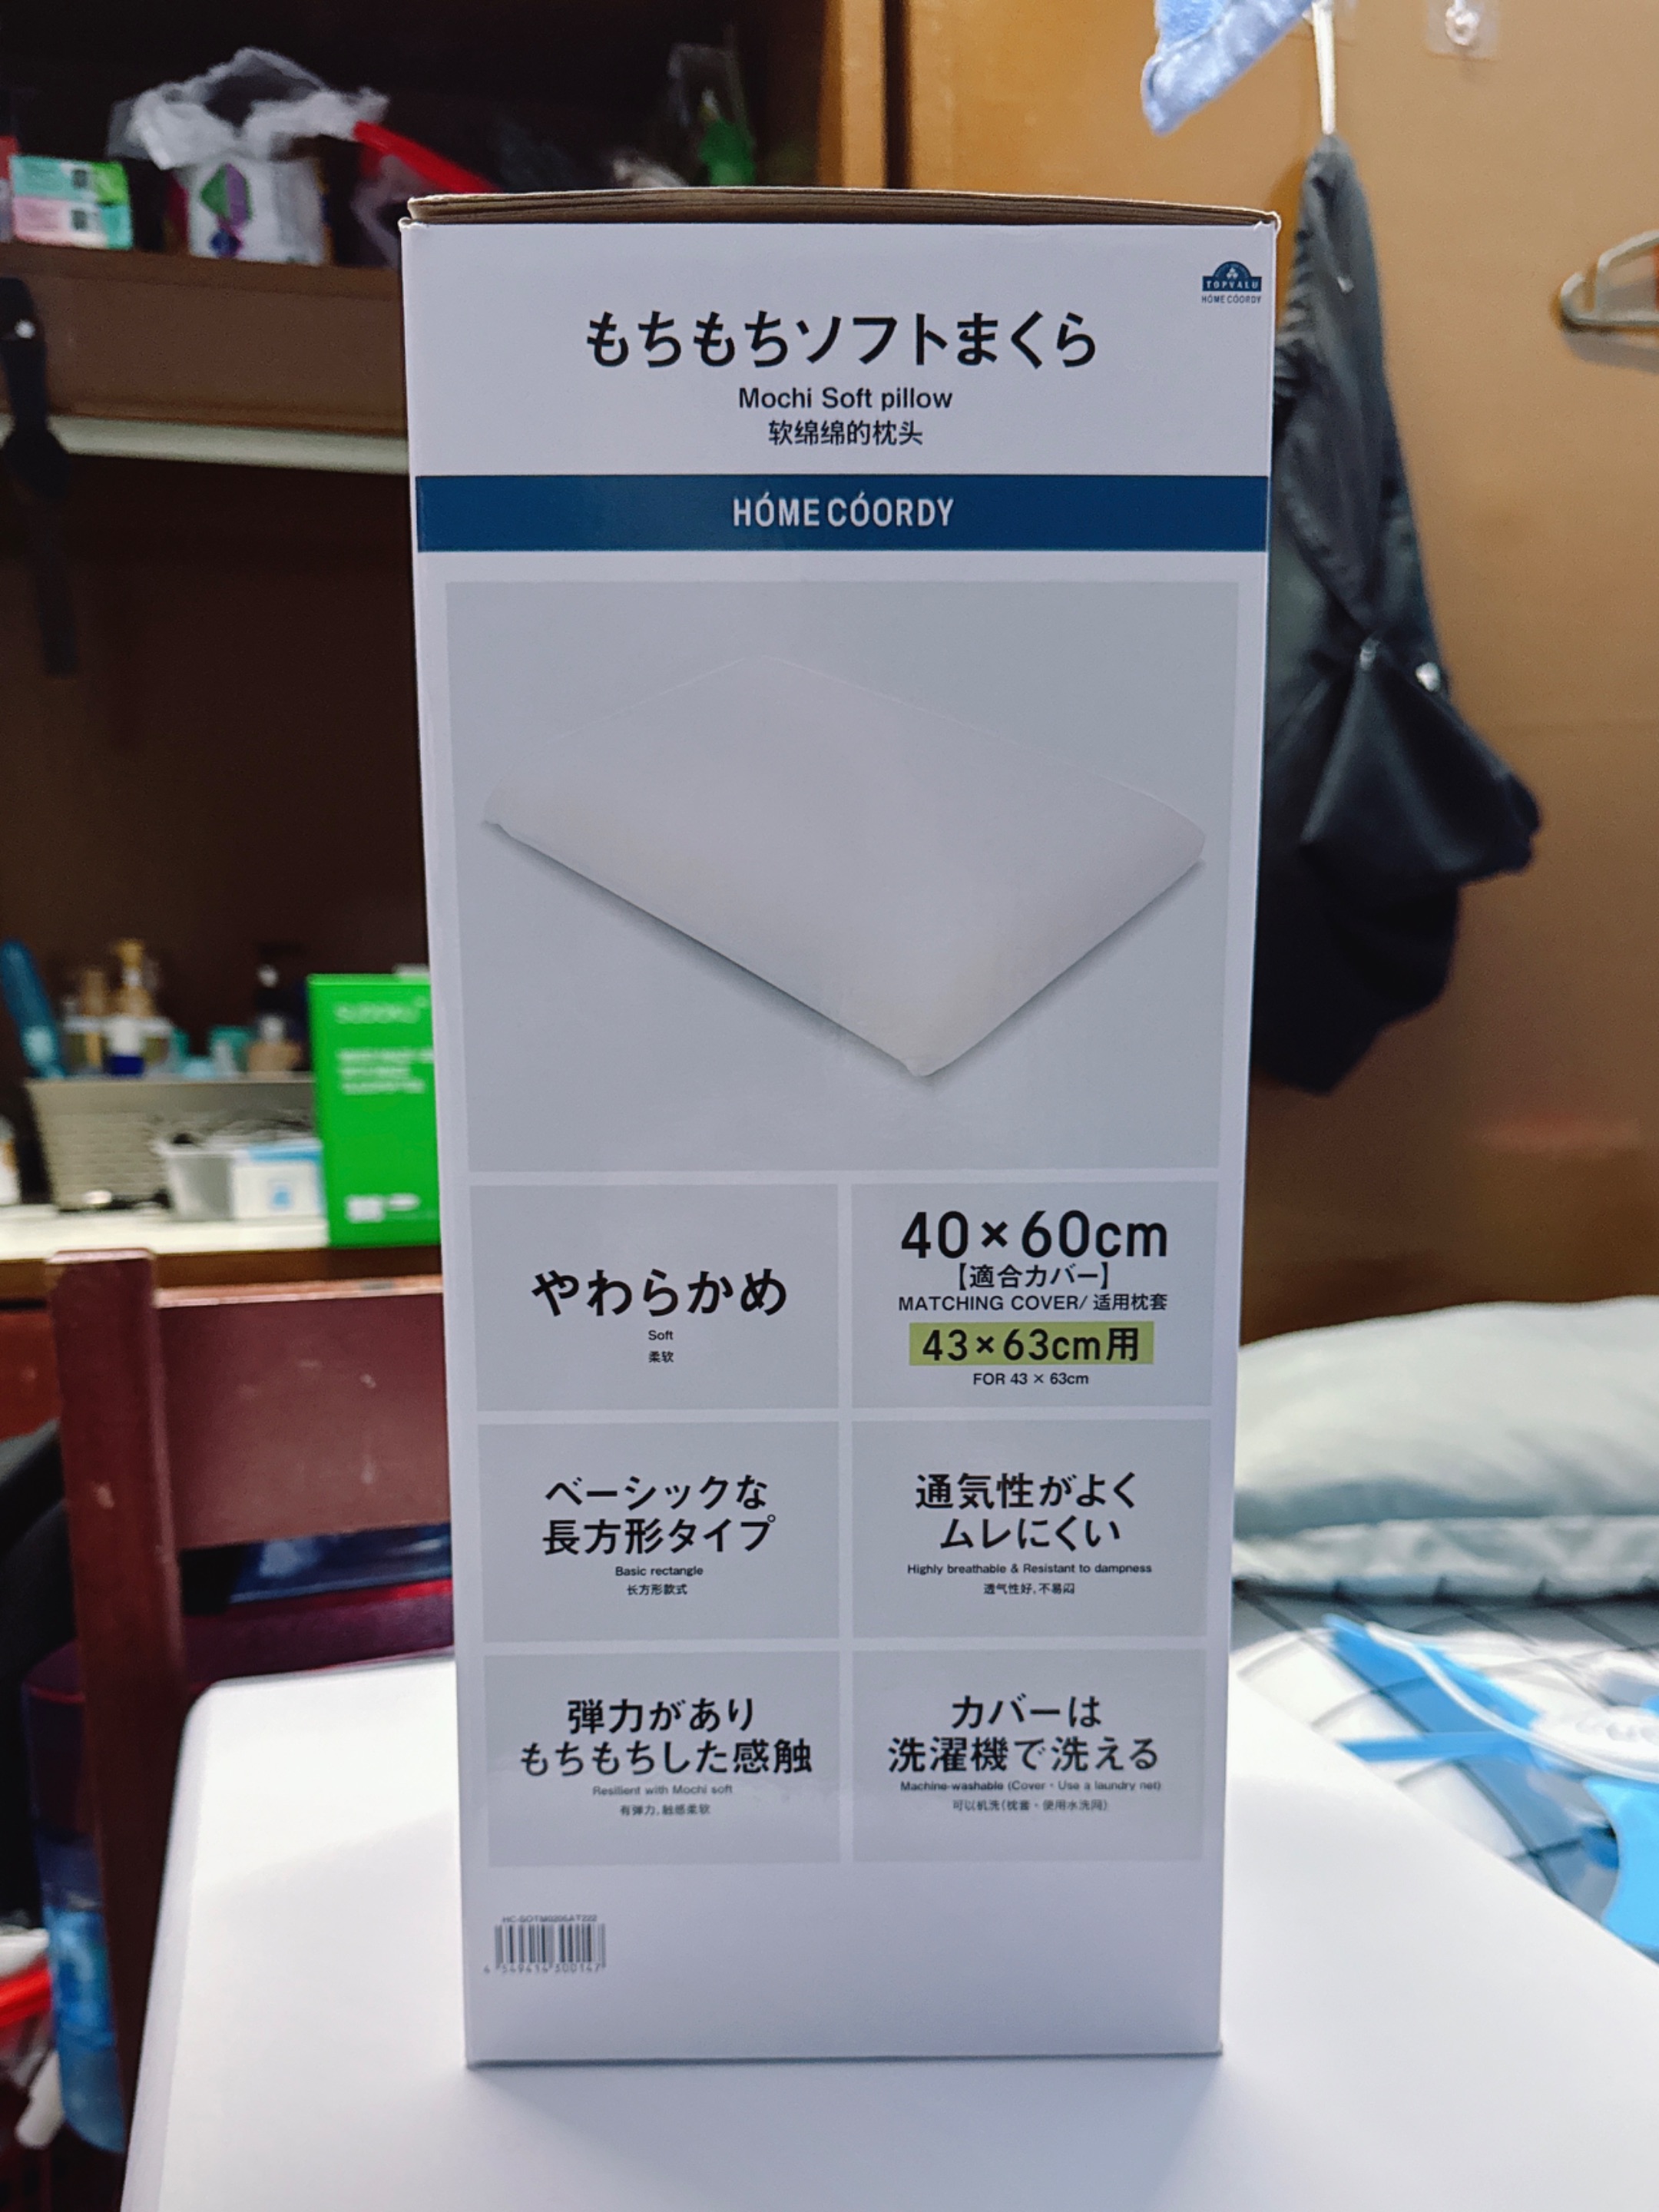 TOPVALU
HÓME CÓORDY
もちもちソフトまくら
Mochi Soft pillow
软绵绵的枕头
HÓME CÓORDY
やわらかめ
Soft
柔软
40×60cm
【適合カバー】
MATCHING COVER/ 适用枕套
43×63cm用
FOR 43 × 63cm
ベーシックな
長方形タイプ
Basic rectangle
长方形款式
通気性がよく
ムレにくい
Highly breathable & Resistant to dampness
透气性好,不易闷
弾力があり
もちもちした感触
Resilient with Mochi soft
有弹力,触感柔软
カバーは
洗濯機で洗える
Machine-washable (Cover・Use a laundry net)
可以机洗(枕套・使用水洗网)